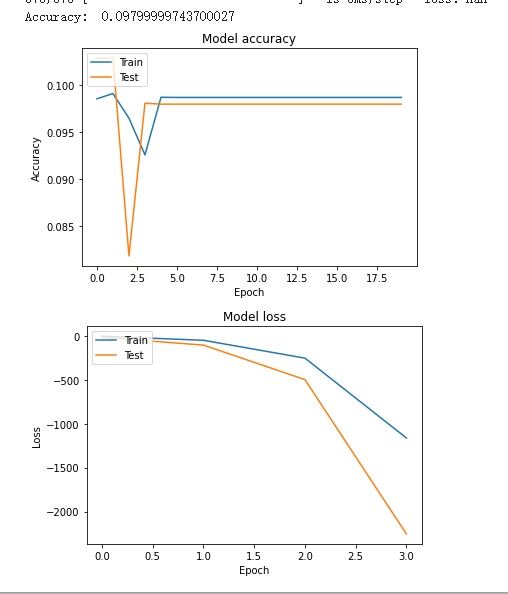 Accuracy: 0.09799999743700027
Model accuracy
Train
Test
0.100
0.095
0.090
0.085
Accuracy
0.0 2.5 5.0 7.5 10.0 12.5 15.0 17.5
Epoch
Model loss
Train
Test
0
−500
−1000
−1500
−2000
Loss
0.0 0.5 1.0 1.5 2.0 2.5 3.0
Epoch